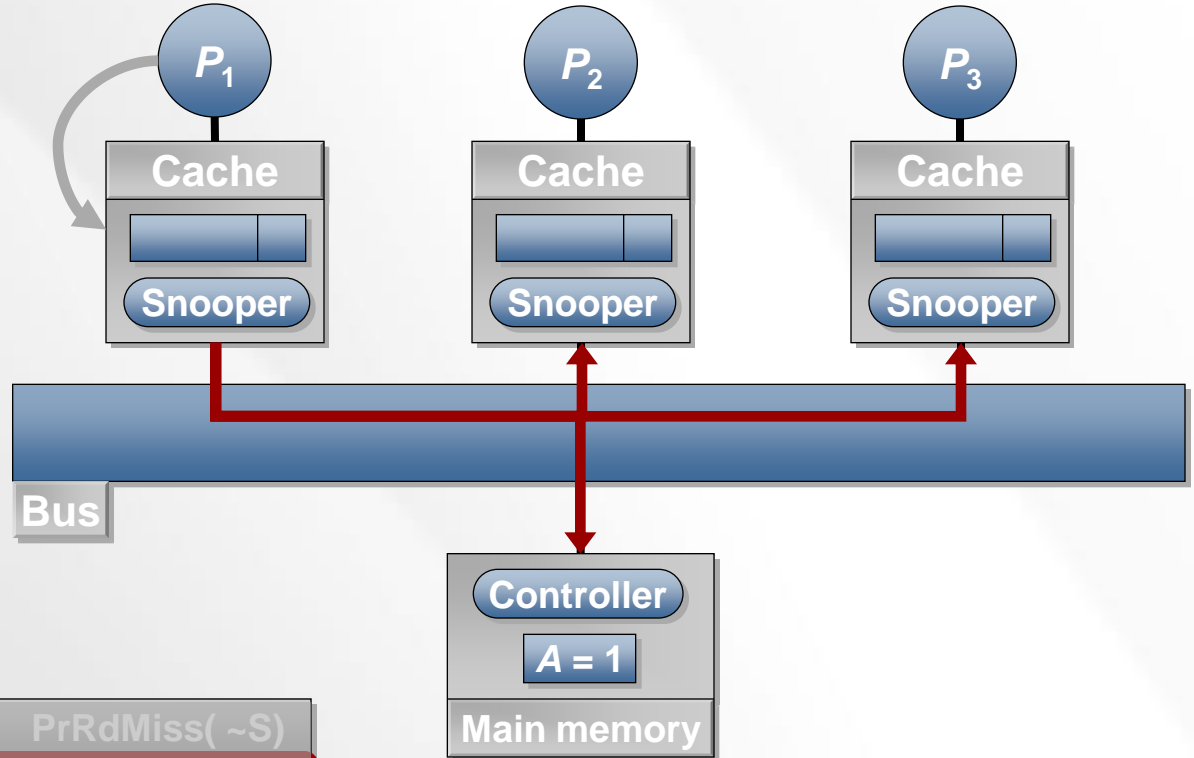 P1
P2
P3
Cache
Cache
Cache
Snooper
Snooper
Snooper
Bus
Controller
A = 1
PrRdMiss( ~S)
Main memory